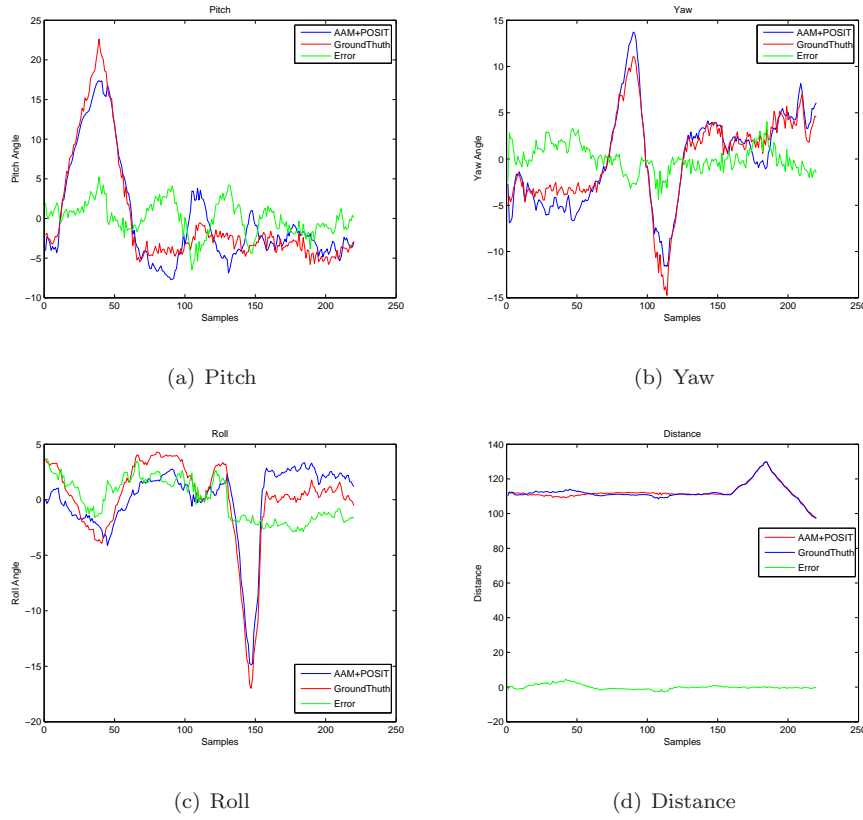 Pitch
25
20
15
10
5
0
−5
−10
0 50 100 150 200 250
Pitch Angle
Samples
AAM+POSIT
GroundThuth
Error
(a) Pitch
Yaw
15
10
5
0
−5
−10
−15
0 50 100 150 200 250
Yaw Angle
Samples
AAM+POSIT
GroundThuth
Error
(b) Yaw
Roll
5
0
−5
−10
−15
−20
0 50 100 150 200 250
Roll Angle
Samples
AAM+POSIT
GroundThuth
Error
(c) Roll
Distance
140
120
100
80
60
40
20
0
−20
0 50 100 150 200 250
Distance
Samples
AAM+POSIT
GroundThuth
Error
(d) Distance